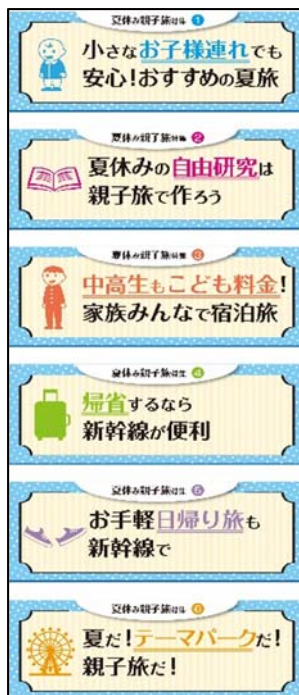 夏休み親子旅特集 1
小さなお子様連れでも
安心!おすすめの夏旅
夏休み親子旅特集 2
夏休みの自由研究は
親子旅で作ろう
夏休み親子旅特集 3
中高生もこども料金!
家族みんなで宿泊旅
夏休み親子旅特集 4
帰省するなら
新幹線が便利
夏休み親子旅特集 5
お手軽日帰り旅も
新幹線で
夏休み親子旅特集 6
夏だ!テーマパークだ!
親子旅だ!